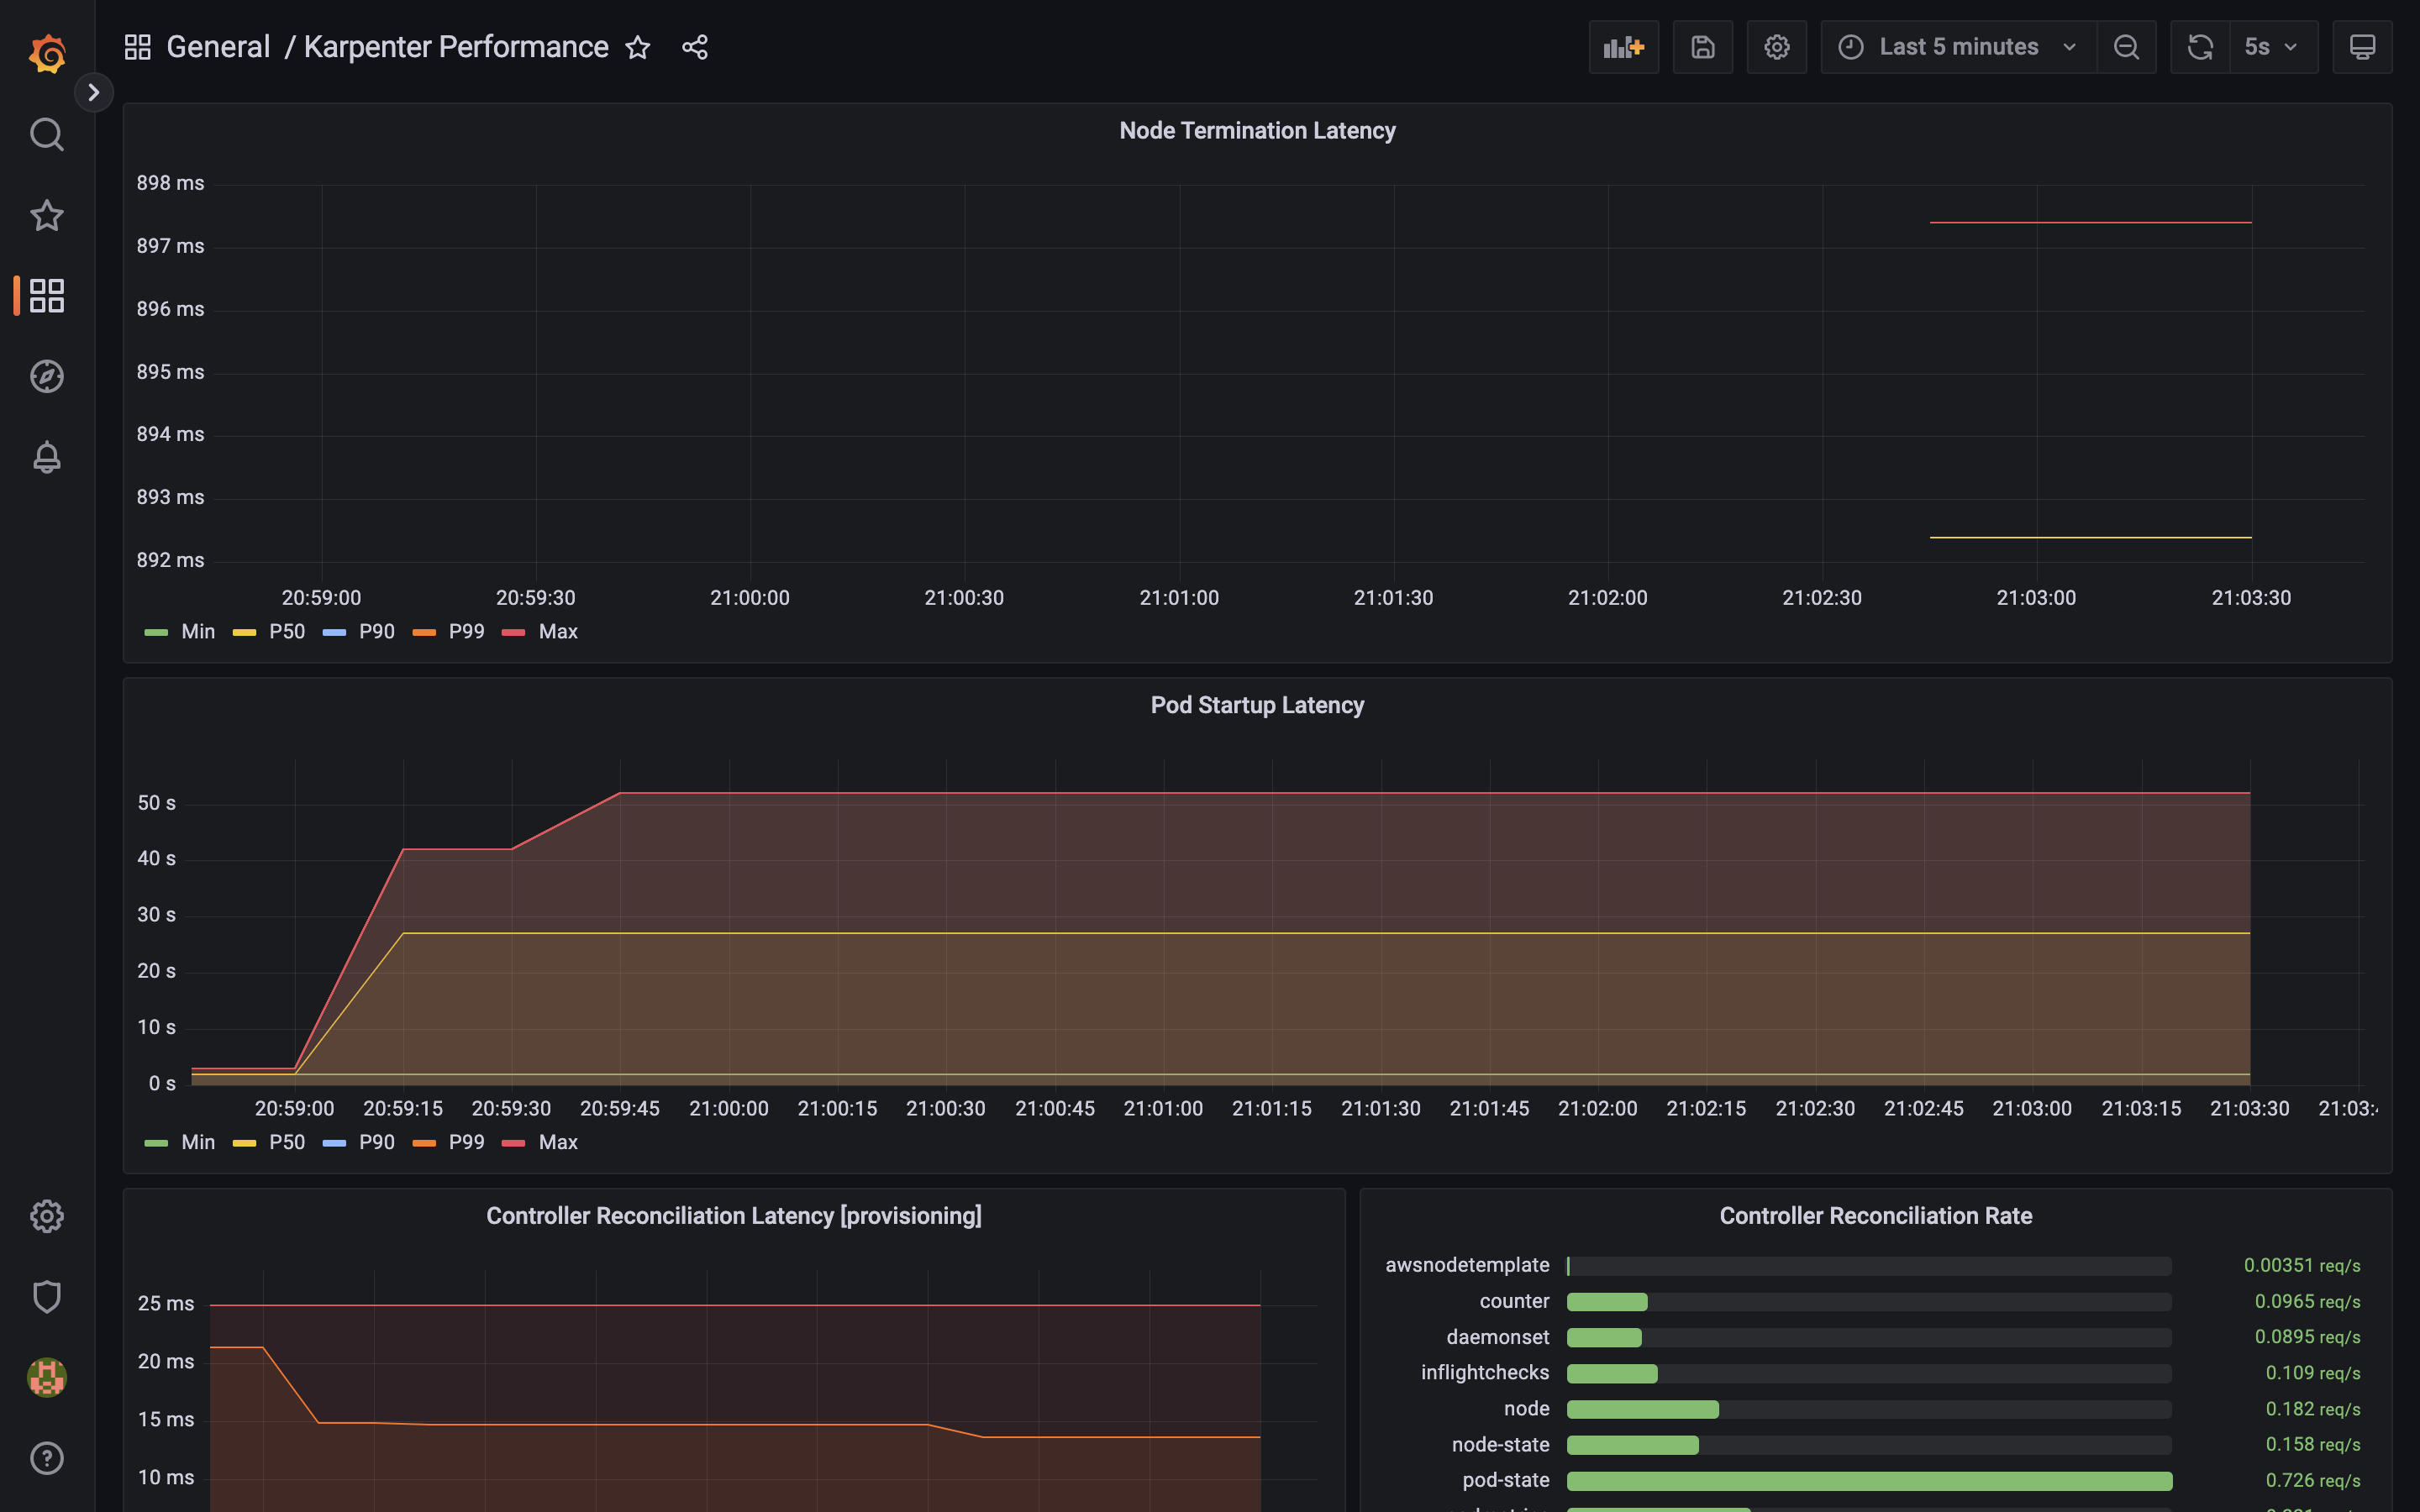 General / Karpenter Performance
Last 5 minutes
5s
Node Termination Latency
898 ms
897 ms
896 ms
895 ms
894 ms
893 ms
892 ms
20:59:00 20:59:30 21:00:00 21:00:30 21:01:00 21:01:30 21:02:00 21:02:30 21:03:00 21:03:30
Min P50 P90 P99 Max
Pod Startup Latency
50 s
40 s
30 s
20 s
10 s
0 s
20:59:00 20:59:15 20:59:30 20:59:45 21:00:00 21:00:15 21:00:30 21:00:45 21:01:00 21:01:15 21:01:30 21:01:45 21:02:00 21:02:15 21:02:30 21:02:45 21:03:00 21:03:15 21:03:30
Min P50 P90 P99 Max
Controller Reconciliation Latency [provisioning]
25 ms
20 ms
15 ms
10 ms
Controller Reconciliation Rate
awsnodetemplate 0.00351 req/s
counter 0.0965 req/s
daemonset 0.0895 req/s
inflightchecks 0.109 req/s
node 0.182 req/s
node-state 0.158 req/s
pod-state 0.726 req/s